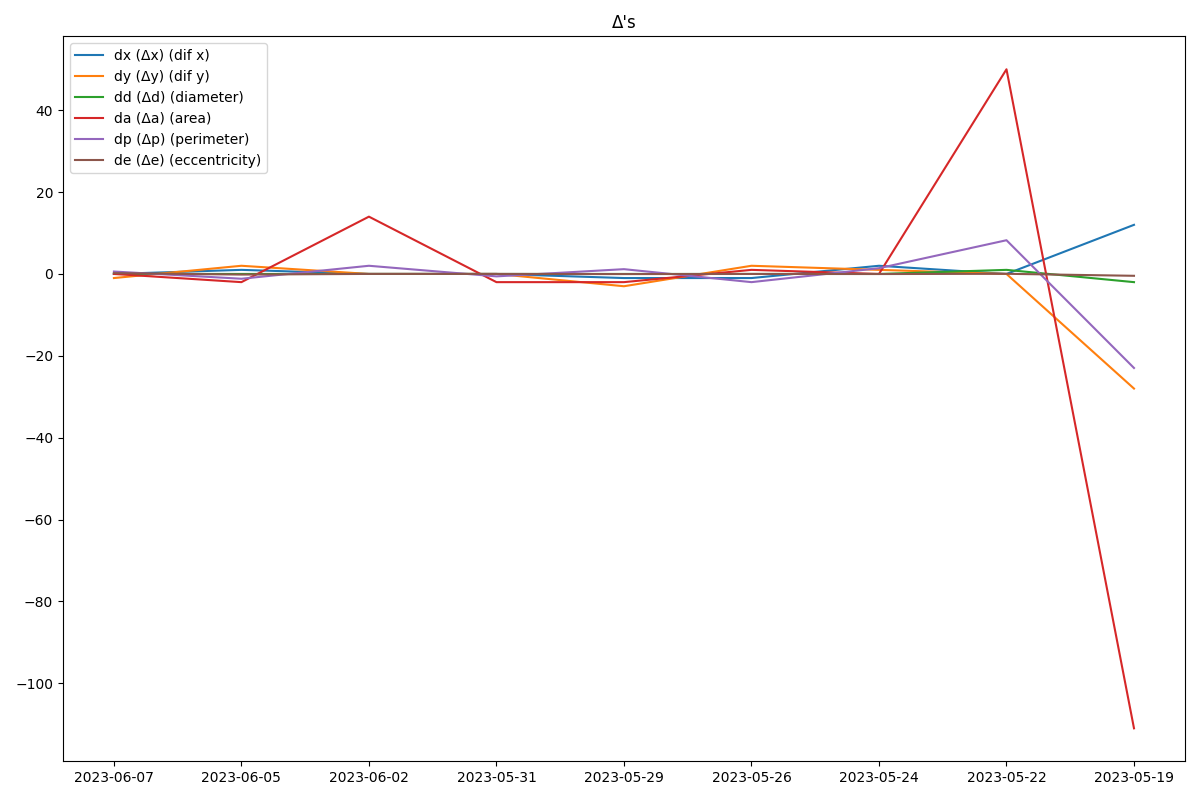 Δ's
dx (Δx) (dif x)
dy (Δy) (dif y)
dd (Δd) (diameter)
da (Δa) (area)
dp (Δp) (perimeter)
de (Δe) (eccentricity)
40
20
0
−20
−40
−60
−80
−100
2023-06-07 2023-06-05 2023-06-02 2023-05-31 2023-05-29 2023-05-26 2023-05-24 2023-05-22 2023-05-19